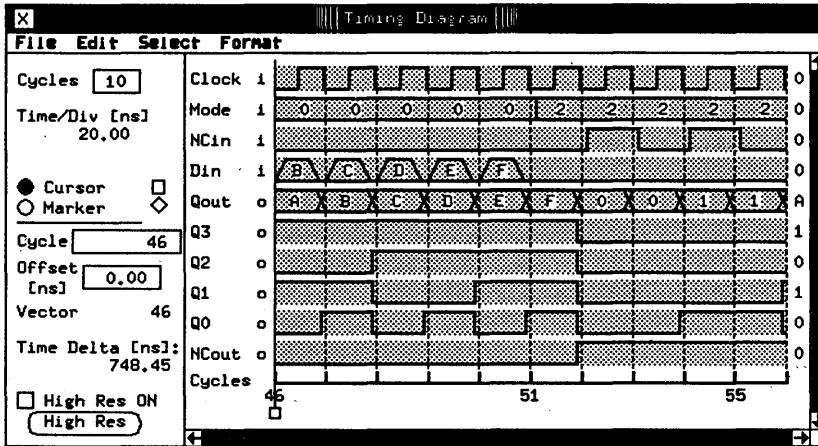 X Timing Diagram
File Edit Select Format
Cycles 10
Time/Div [ns]
20.00
Cursor
Marker
Cycle 46
Offset
[ns] 0.00
Vector 46
Time Delta [ns]:
748.45
High Res ON
High Res
Clock i 0
Mode i 0 0 0 0 0 2 2 2 2 2 0
NCin i 0
Din i B C D E F 0
Qout o A B C D E F 0 0 1 1 A
Q3 o 1
Q2 o 0
Q1 o 1
Q0 o 0
NCout o 0
Cycles
46 51 55